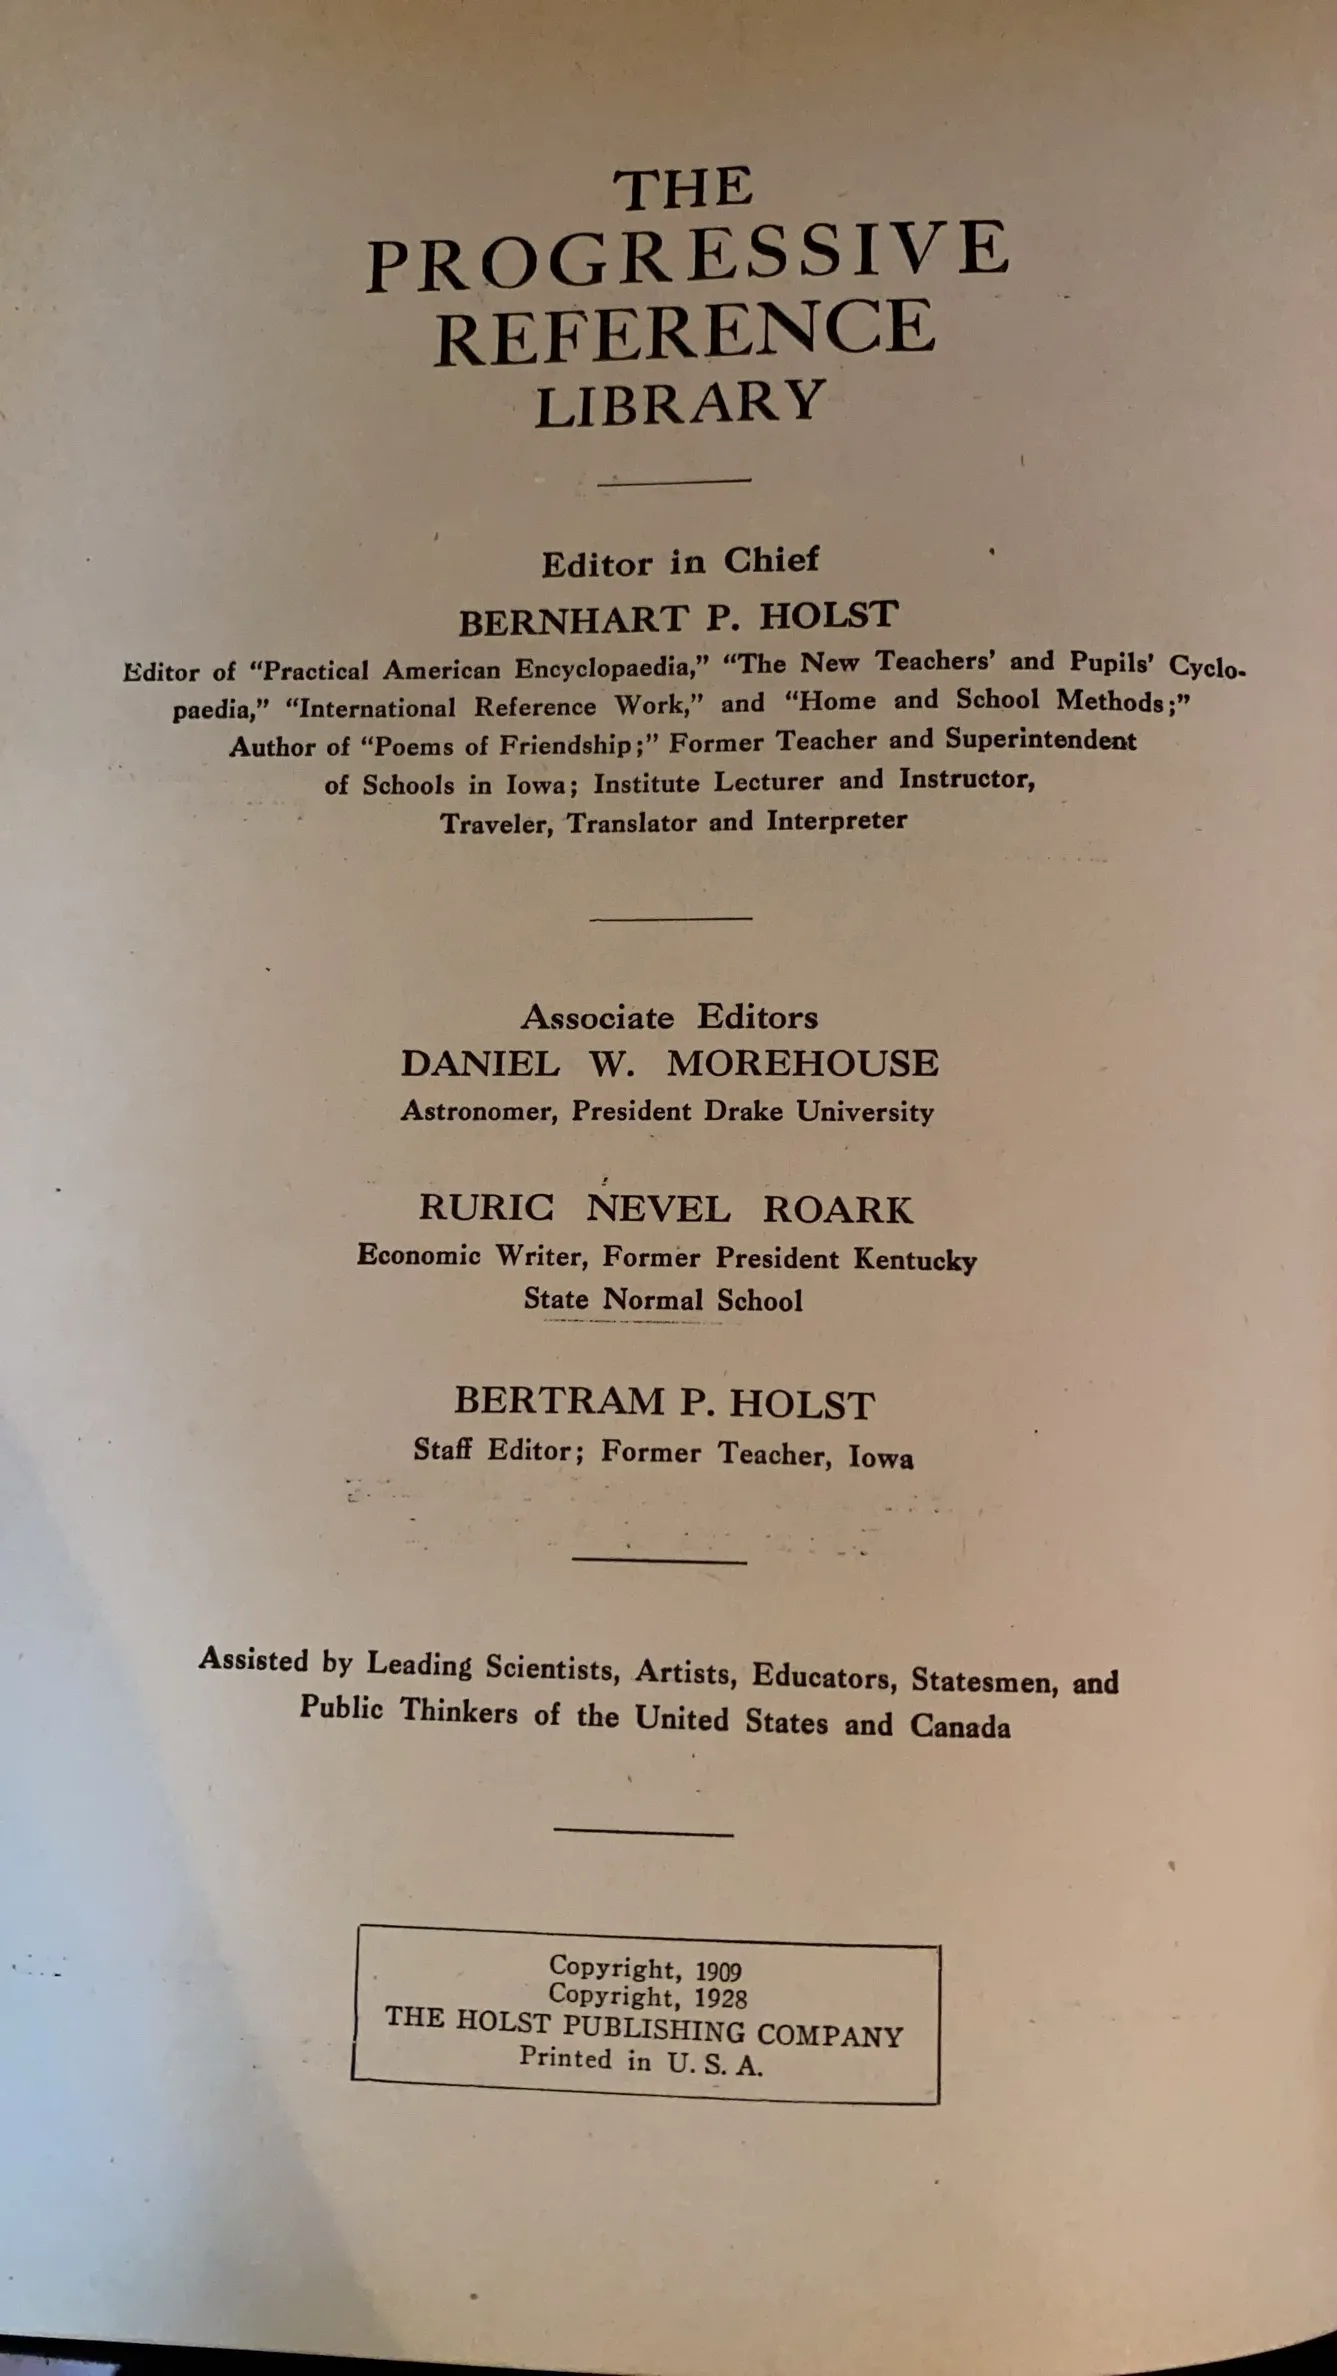 THE
PROGRESSIVE
REFERENCE
LIBRARY
Editor in Chief
BERNHART P. HOLST
Editor of “Practical American Encyclopaedia,” “The New Teachers’ and Pupils’ Cyclo-
paedia,” “International Reference Work,” and “Home and School Methods;”
Author of “Poems of Friendship;” Former Teacher and Superintendent
of Schools in Iowa; Institute Lecturer and Instructor,
Traveler, Translator and Interpreter
Associate Editors
DANIEL W. MOREHOUSE
Astronomer, President Drake University
RURIC NEVEL ROARK
Economic Writer, Former President Kentucky
State Normal School
BERTRAM P. HOLST
Staff Editor; Former Teacher, Iowa
Assisted by Leading Scientists, Artists, Educators, Statesmen, and
Public Thinkers of the United States and Canada
Copyright, 1909
Copyright, 1928
THE HOLST PUBLISHING COMPANY
Printed in U. S. A.